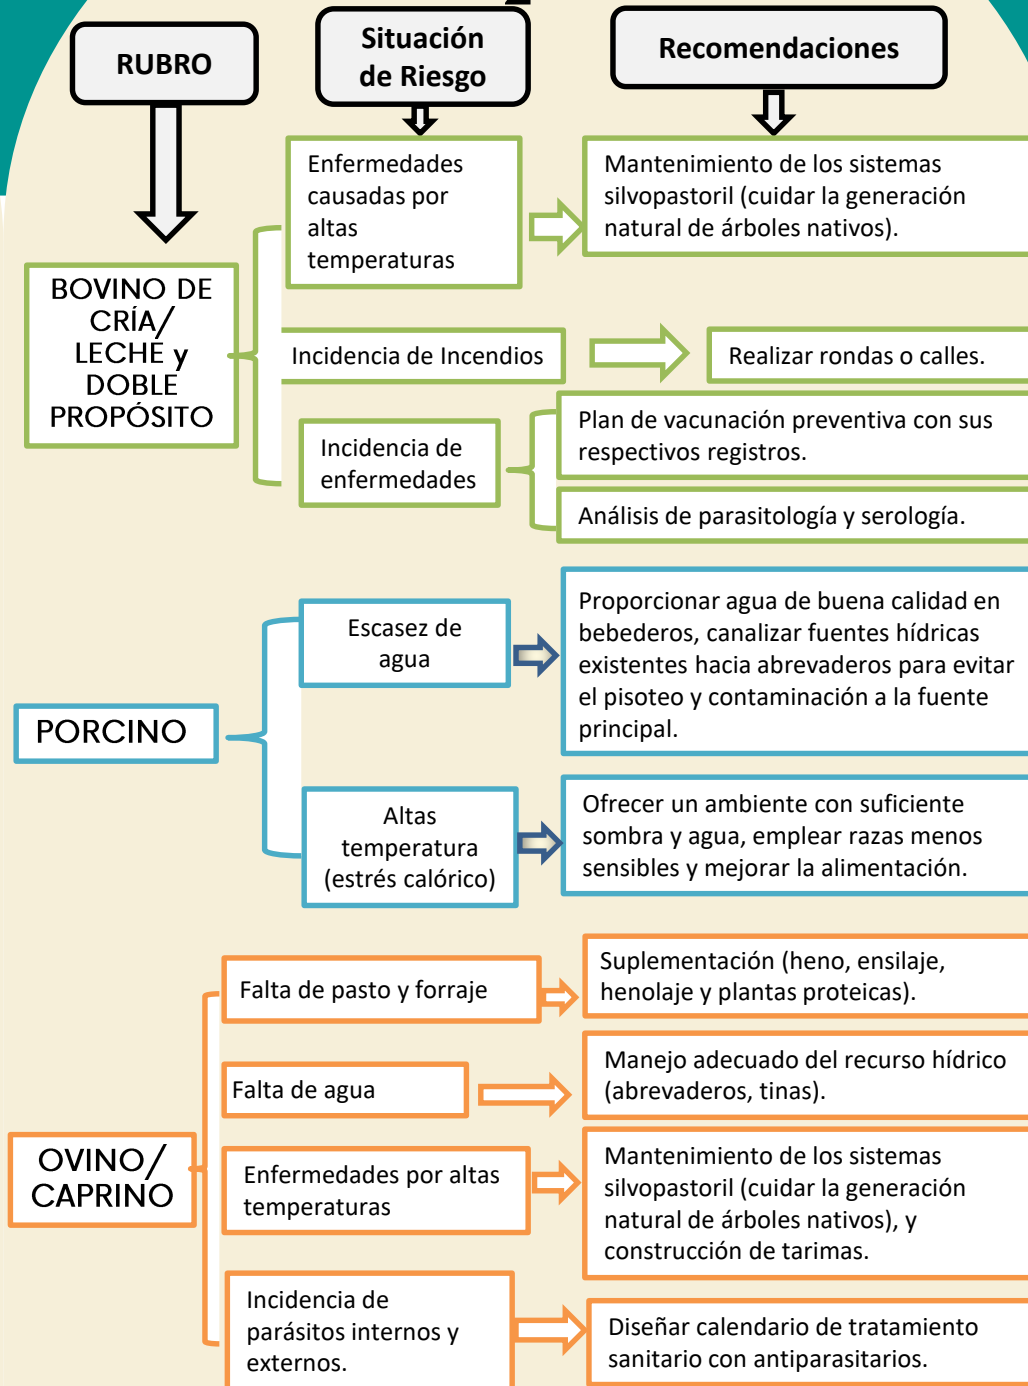 RUBRO
Situación
de Riesgo
Recomendaciones
BOVINO DE
CRÍA/
LECHE y
DOBLE
PROPÓSITO
Enfermedades
causadas por
altas
temperaturas
Mantenimiento de los sistemas
silvopastoril (cuidar la generación
natural de árboles nativos).
Incidencia de Incendios
Realizar rondas o calles.
Incidencia de
enfermedades
Plan de vacunación preventiva con sus
respectivos registros.
Análisis de parasitología y serología.
PORCINO
Escasez de
agua
Proporcionar agua de buena calidad en
bebederos, canalizar fuentes hídricas
existentes hacia abrevaderos para evitar
el pisoteo y contaminación a la fuente
principal.
Altas
temperatura
(estrés calórico)
Ofrecer un ambiente con suficiente
sombra y agua, emplear razas menos
sensibles y mejorar la alimentación.
OVINO/
CAPRINO
Falta de pasto y forraje
Suplementación (heno, ensilaje,
henolaje y plantas proteicas).
Falta de agua
Manejo adecuado del recurso hídrico
(abrevaderos, tinas).
Enfermedades por altas
temperaturas
Mantenimiento de los sistemas
silvopastoril (cuidar la generación
natural de árboles nativos), y
construcción de tarimas.
Incidencia de
parásitos internos y
externos.
Diseñar calendario de tratamiento
sanitario con antiparasitarios.